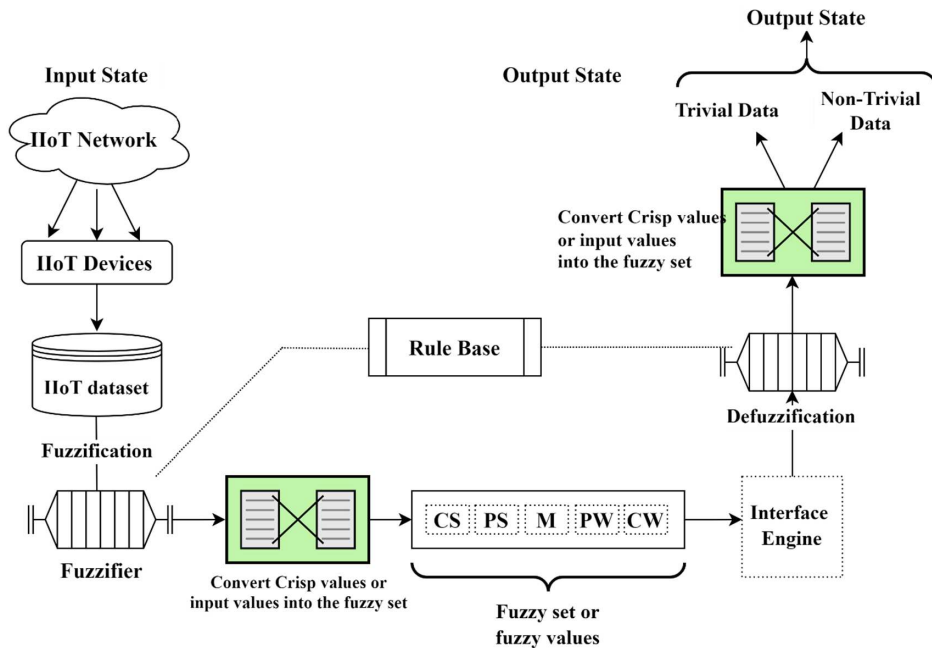 Output State
Input State
Output State
Trivial Data
Non-Trivial
Data
IIoT Network
Convert Crisp values
or input values
into the fuzzy set
IIoT Devices
Rule Base
IIoT dataset
Defuzzification
Fuzzification
CS PS M PW CW
Interface
Engine
Fuzzifier
Convert Crisp values or
input values into the fuzzy set
Fuzzy set or
fuzzy values